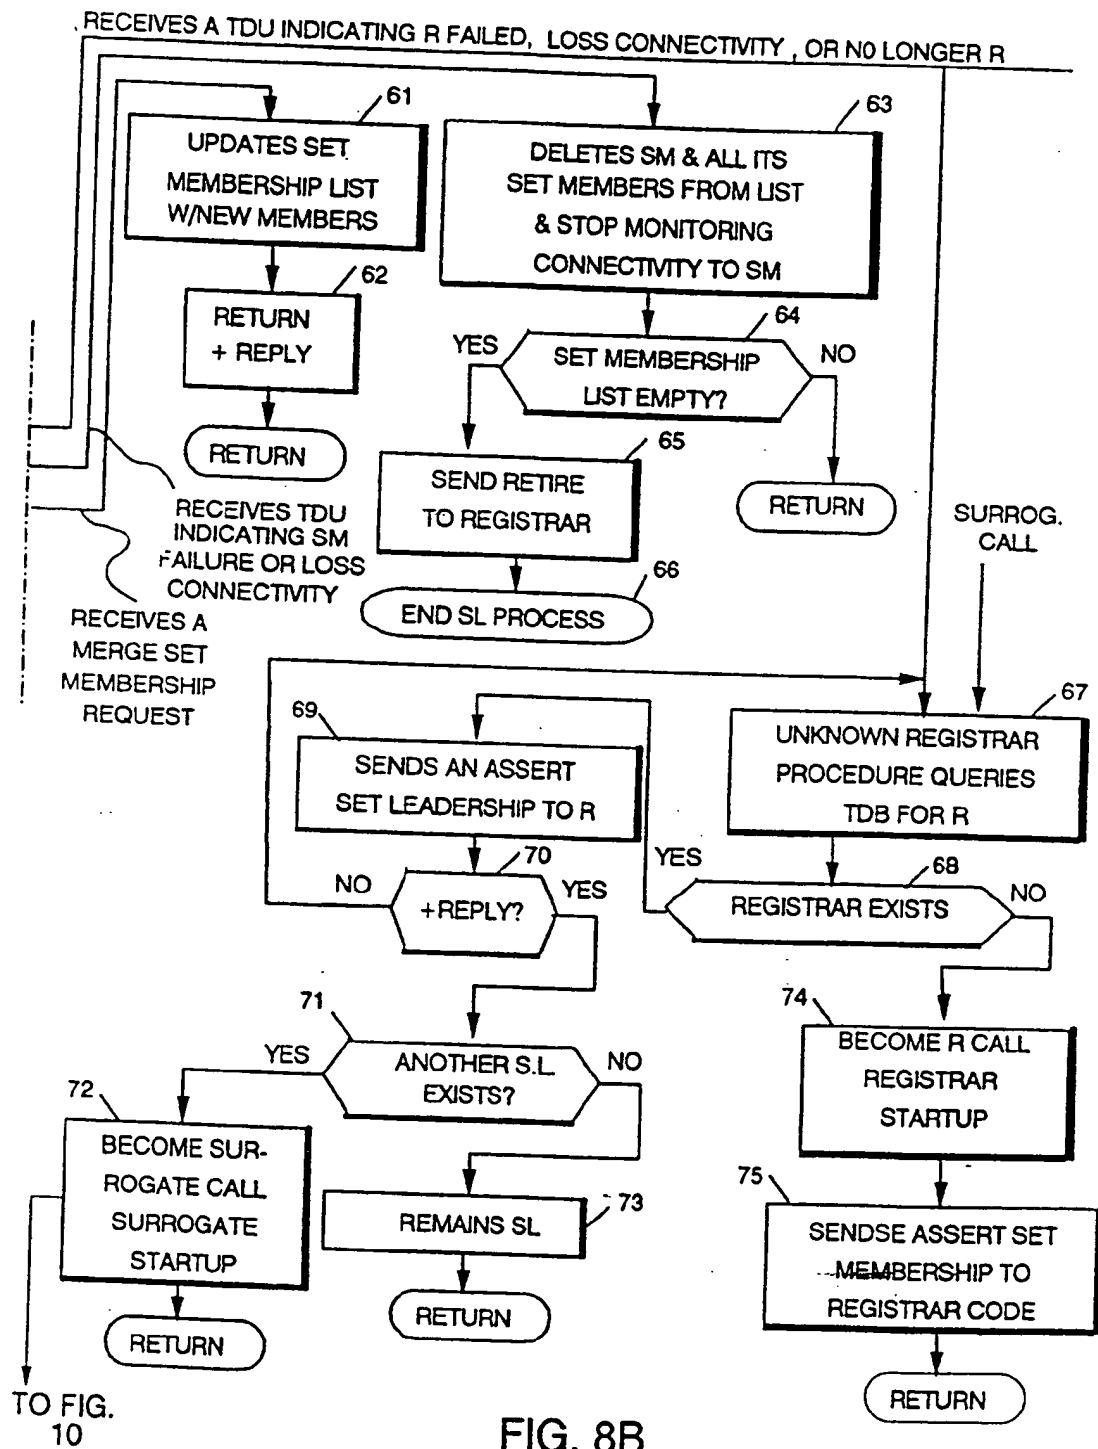 RECEIVES A TDU INDICATING R FAILED, LOSS CONNECTIVITY, OR NO LONGER R
61
UPDATES SET
MEMBERSHIP LIST
W/NEW MEMBERS
62
RETURN
+ REPLY
RETURN
63
DELETES SM & ALL ITS
SET MEMBERS FROM LIST
& STOP MONITORING
CONNECTIVITY TO SM
64
YES
SET MEMBERSHIP
LIST EMPTY?
NO
65
SEND RETIRE
TO REGISTRAR
RETURN
66
END SL PROCESS
RECEIVES TDU
INDICATING SM
FAILURE OR LOSS
CONNECTIVITY
RECEIVES A
MERGE SET
MEMBERSHIP
REQUEST
SURROG.
CALL
67
UNKNOWN REGISTRAR
PROCEDURE QUERIES
TDB FOR R
69
SENDS AN ASSERT
SET LEADERSHIP TO R
70
NO
+REPLY?
YES
68
YES
REGISTRAR EXISTS
NO
71
YES
ANOTHER S.L.
EXISTS?
NO
74
BECOME R CALL
REGISTRAR
STARTUP
72
BECOME SUR-
ROGATE CALL
SURROGATE
STARTUP
RETURN
73
REMAINS SL
RETURN
75
SENDSE ASSERT SET
MEMBERSHIP TO
REGISTRAR CODE
RETURN
TO FIG.
10
FIG. 8B